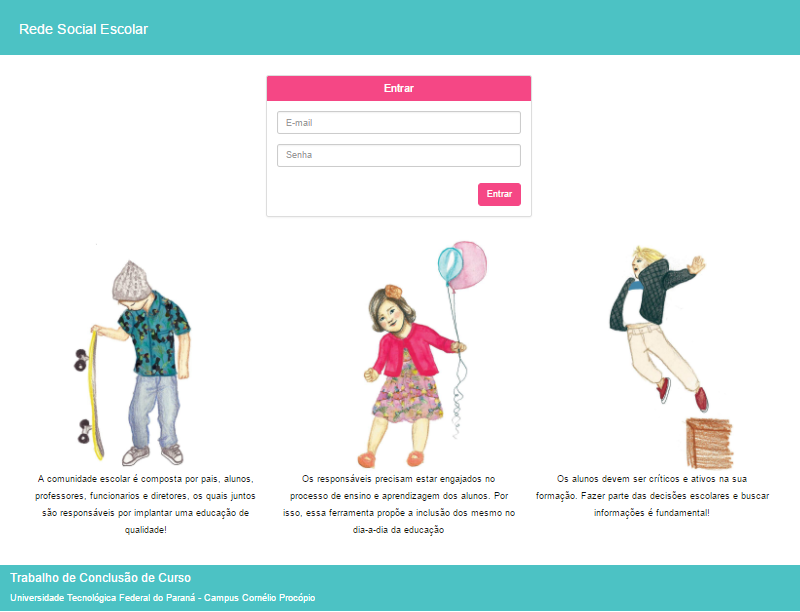 Rede Social Escolar
Entrar
E-mail
Senha
Entrar
A comunidade escolar é composta por pais, alunos,
professores, funcionarios e diretores, os quais juntos
são responsáveis por implantar uma educação de
qualidade!
Os responsáveis precisam estar engajados no
processo de ensino e aprendizagem dos alunos. Por
isso, essa ferramenta propõe a inclusão dos mesmo no
dia-a-dia da educação
Os alunos devem ser críticos e ativos na sua
formação. Fazer parte das decisões escolares e buscar
informações é fundamental!
Trabalho de Conclusão de Curso
Universidade Tecnológica Federal do Paraná - Campus Cornélio Procópio